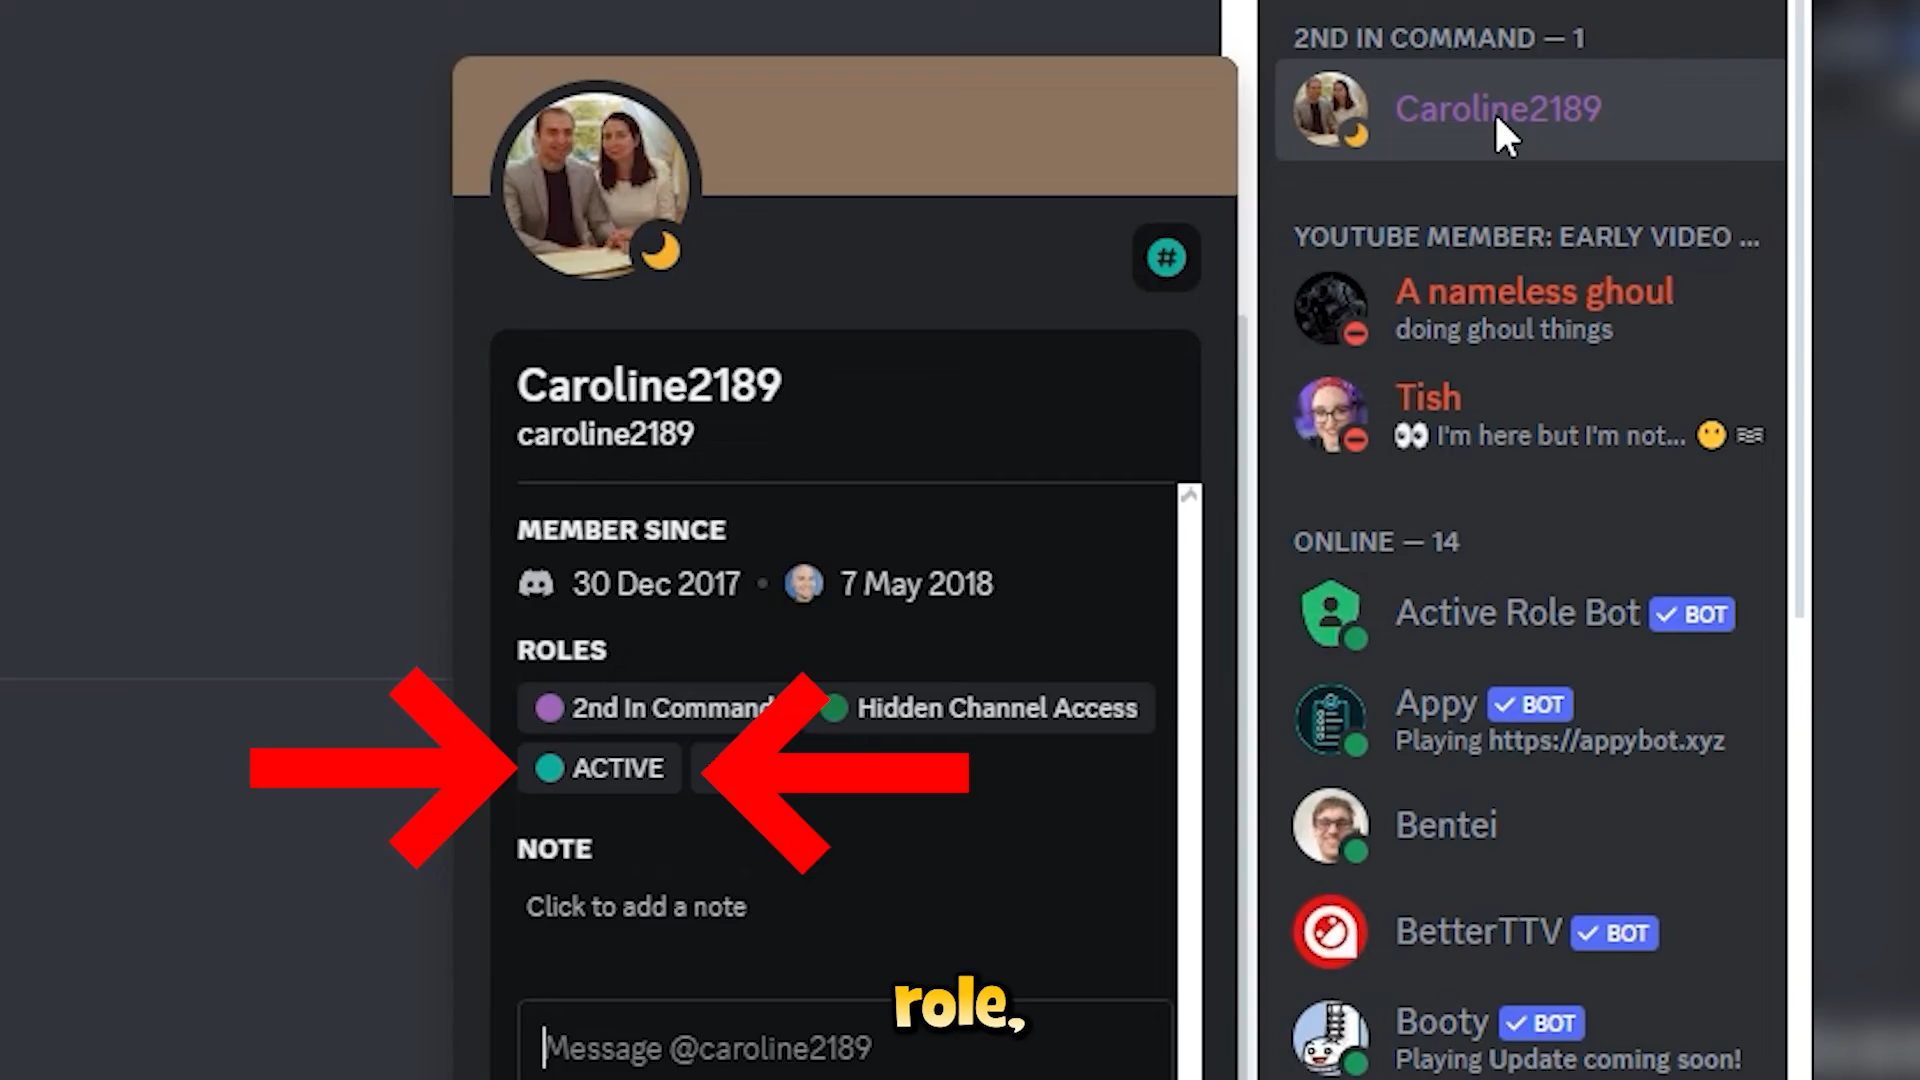 Caroline2189
caroline2189
MEMBER SINCE
30 Dec 2017 • 7 May 2018
ROLES
2nd In Command
Hidden Channel Access
ACTIVE
NOTE
Click to add a note
role,
Message @caroline2189
2ND IN COMMAND — 1
Caroline2189
YOUTUBE MEMBER: EARLY VIDEO ...
A nameless ghoul
doing ghoul things
Tish
👀 I'm here but I'm not... 😶
ONLINE — 14
Active Role Bot ✓ BOT
Appy ✓ BOT
Playing https://appybot.xyz
Bentei
BetterTTV ✓ BOT
Booty ✓ BOT
Playing Update coming soon!